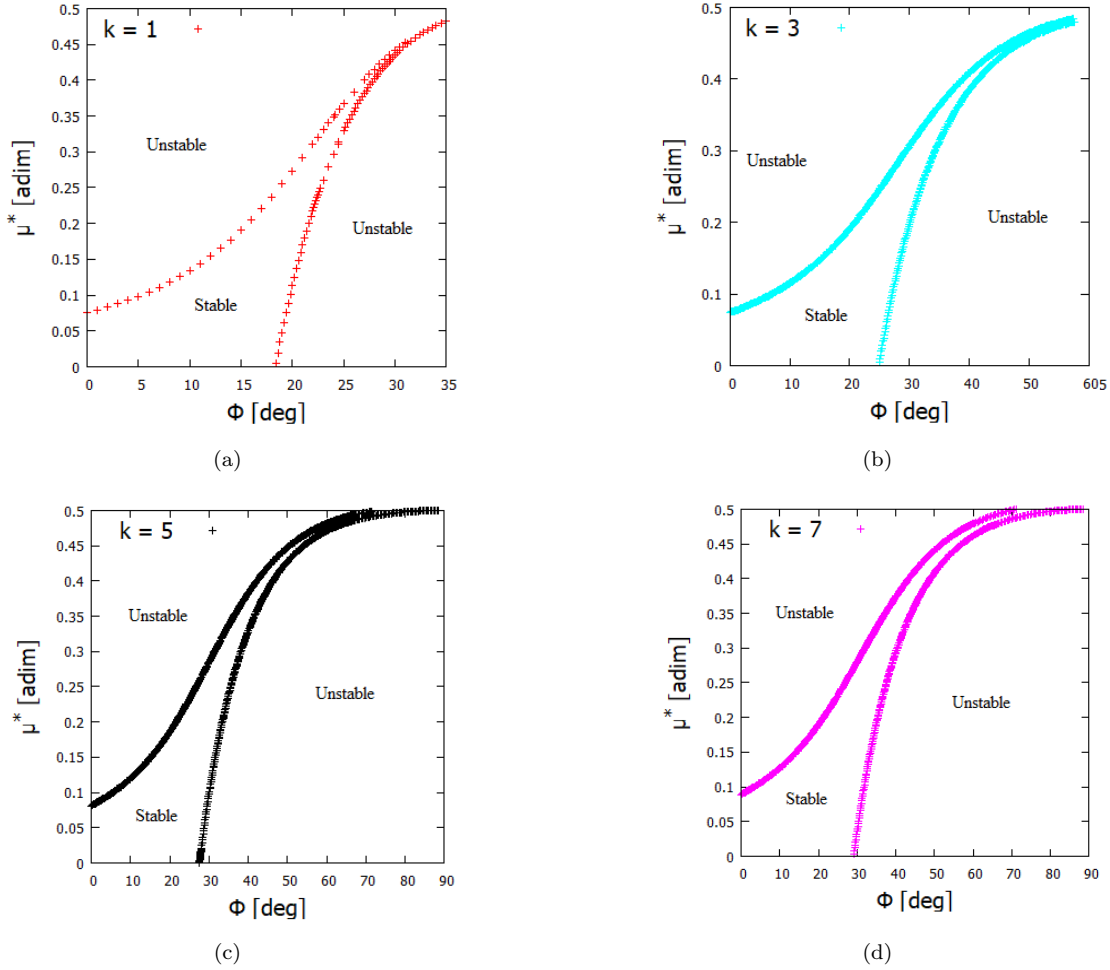 k = 1
0.5
0.45
0.4
0.35
0.3
0.25
0.2
0.15
0.1
0.05
0
μ* [adim]
Unstable
Unstable
Stable
0 5 10 15 20 25 30 35
Φ [deg]
(a)
k = 3
0.5
0.4
0.3
0.2
0.1
0
μ* [adim]
Unstable
Unstable
Stable
0 10 20 30 40 50 605
Φ [deg]
(b)
k = 5
0.5
0.45
0.4
0.35
0.3
0.25
0.2
0.15
0.1
0.05
0
μ* [adim]
Unstable
Unstable
Stable
0 10 20 30 40 50 60 70 80 90
Φ [deg]
(c)
k = 7
0.5
0.45
0.4
0.35
0.3
0.25
0.2
0.15
0.1
0.05
0
μ* [adim]
Unstable
Unstable
Stable
0 10 20 30 40 50 60 70 80 90
Φ [deg]
(d)